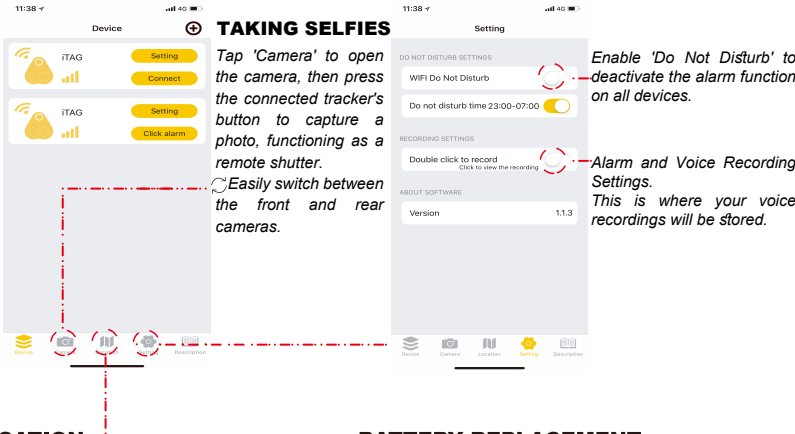 11:38
4G
Device
iTAG
Setting
Connect
iTAG
Setting
Click alarm
Device
Setting
Description
TAKING SELFIES
Tap 'Camera' to open
the camera, then press
the connected tracker's
button to capture a
photo, functioning as a
remote shutter.
Easily switch between
the front and rear
cameras.
11:38
4G
Setting
DO NOT DISTURB SETTINGS
WIFI Do Not Disturb
Do not disturb time 23:00-07:00
RECORDING SETTINGS
Double click to record
Click to view the recording
ABOUT SOFTWARE
Version 1.1.3
Device Camera Location Setting Description
Enable 'Do Not Disturb' to
deactivate the alarm function
on all devices.
Alarm and Voice Recording
Settings.
This is where your voice
recordings will be stored.